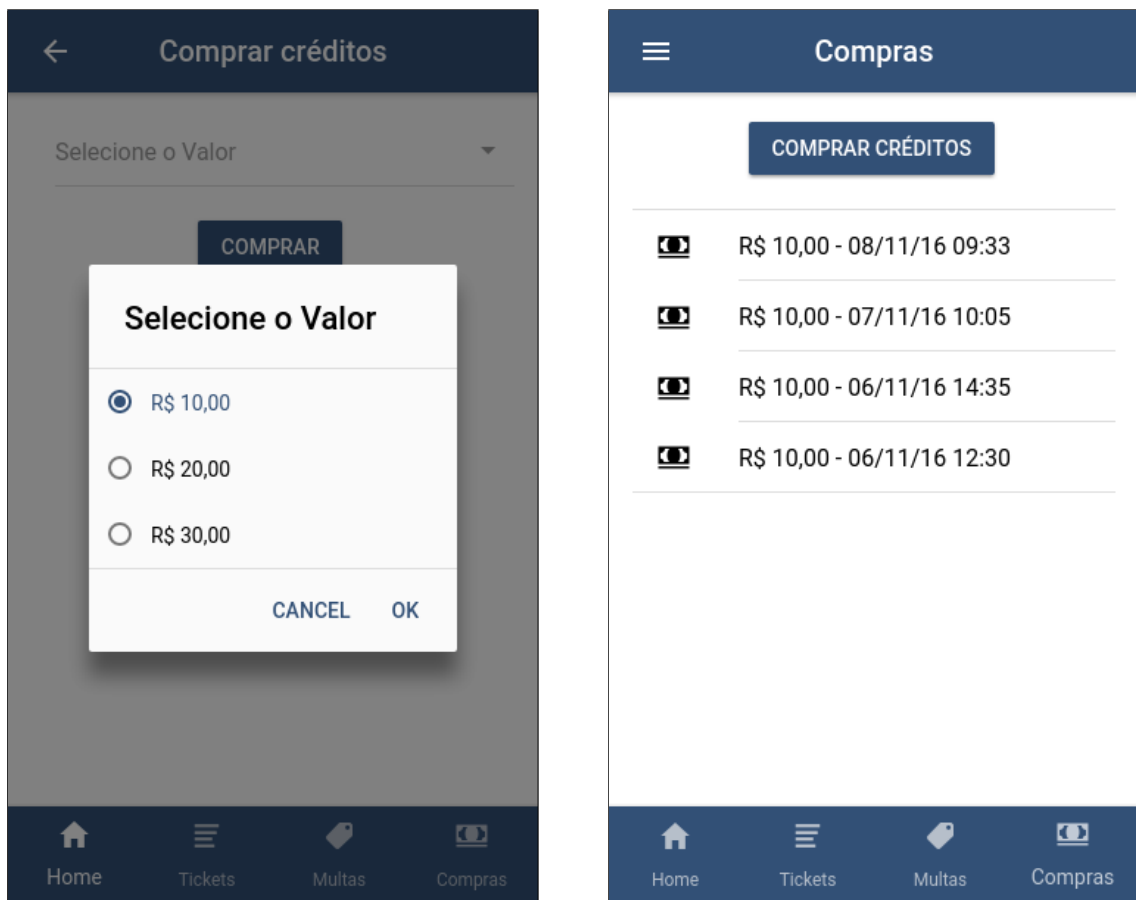 Comprar créditos
Selecione o Valor
COMPRAR
Selecione o Valor
R$ 10,00
R$ 20,00
R$ 30,00
CANCEL OK
Home Tickets Multas Compras
Compras
COMPRAR CRÉDITOS
R$ 10,00 - 08/11/16 09:33
R$ 10,00 - 07/11/16 10:05
R$ 10,00 - 06/11/16 14:35
R$ 10,00 - 06/11/16 12:30
Home Tickets Multas Compras